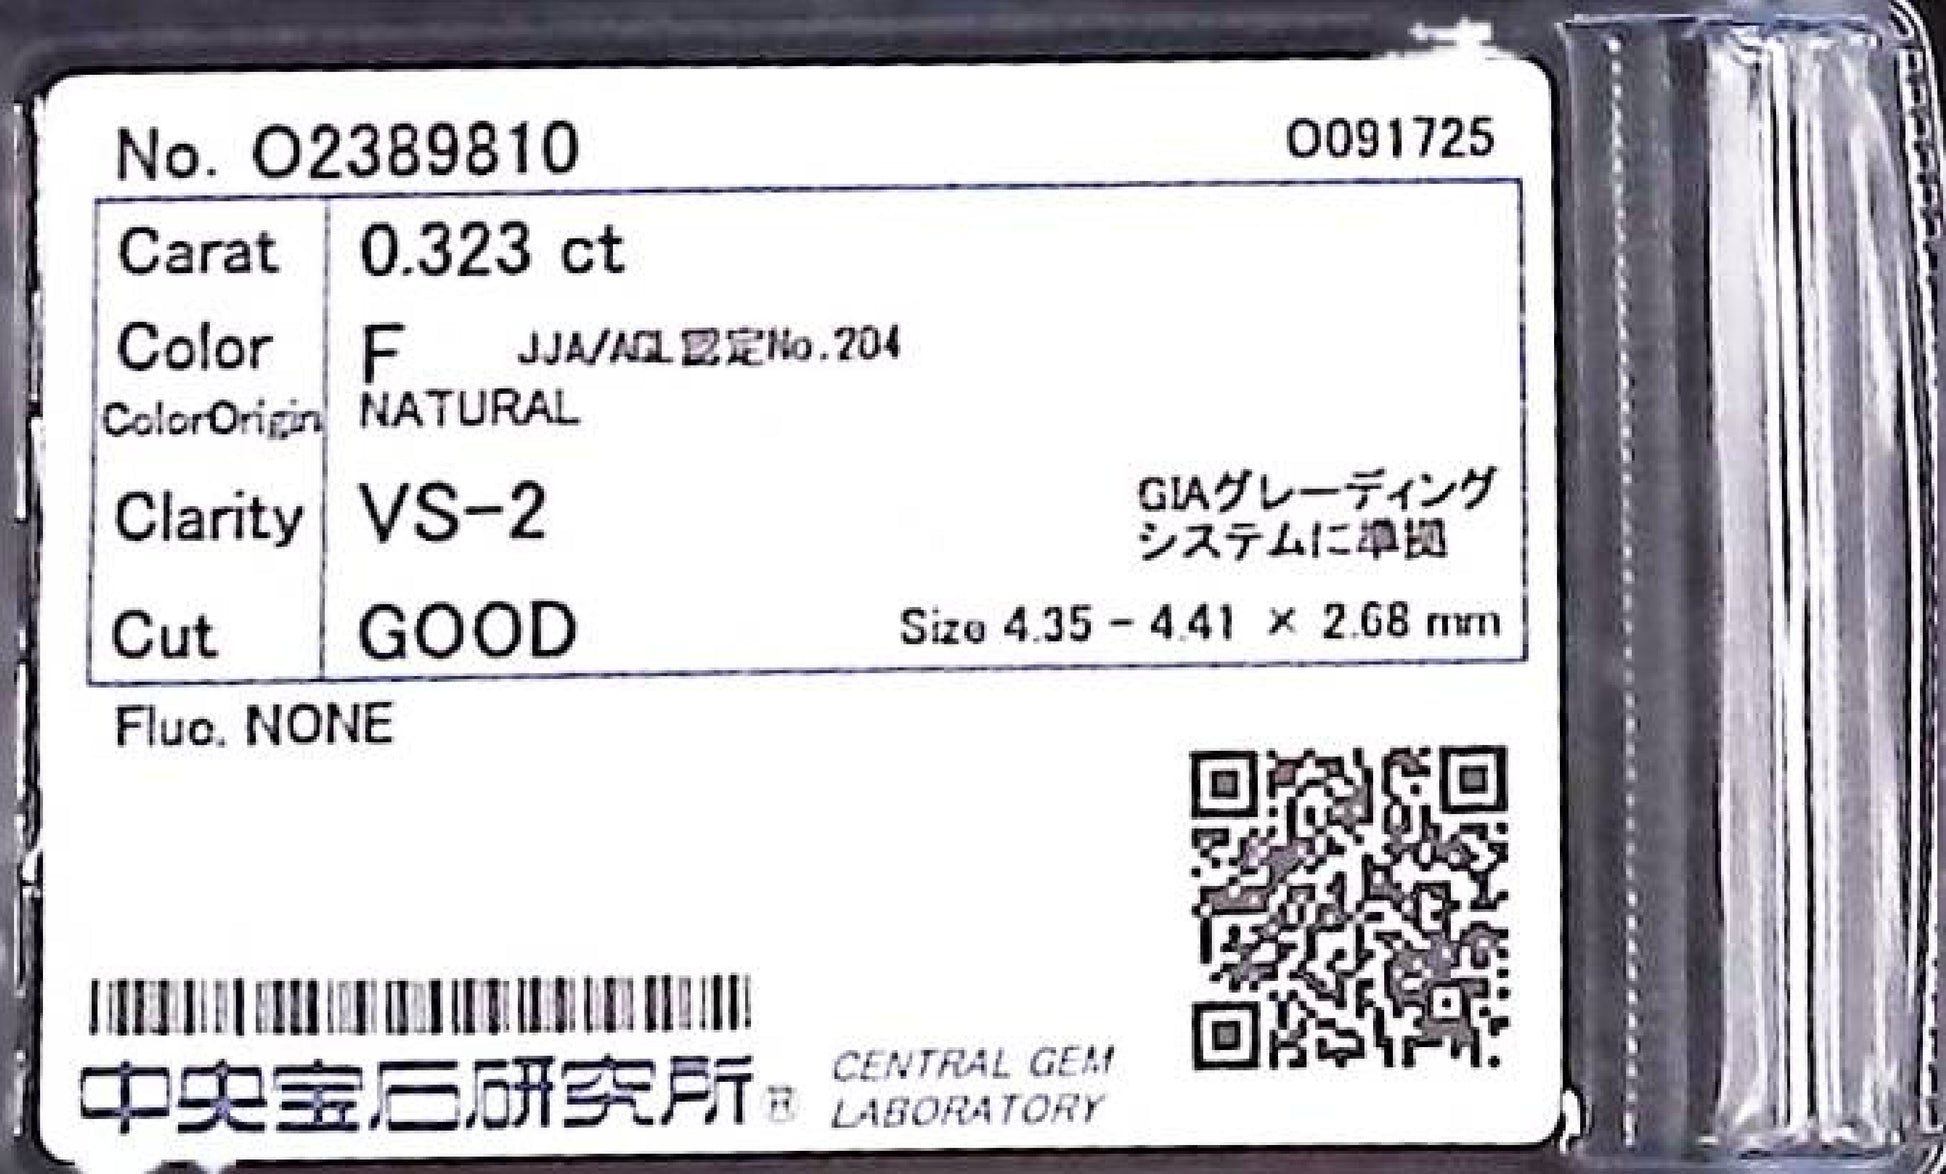 No. O2389810
O091725
Carat 0.323 ct
Color F JJA/AGL認定No.204
ColorOrigin NATURAL
Clarity VS-2
GIAグレーディング
システムに準拠
Cut GOOD Size 4.35 - 4.41 × 2.68 mm
Fluo. NONE
中央宝石研究所® CENTRAL GEM
LABORATORY